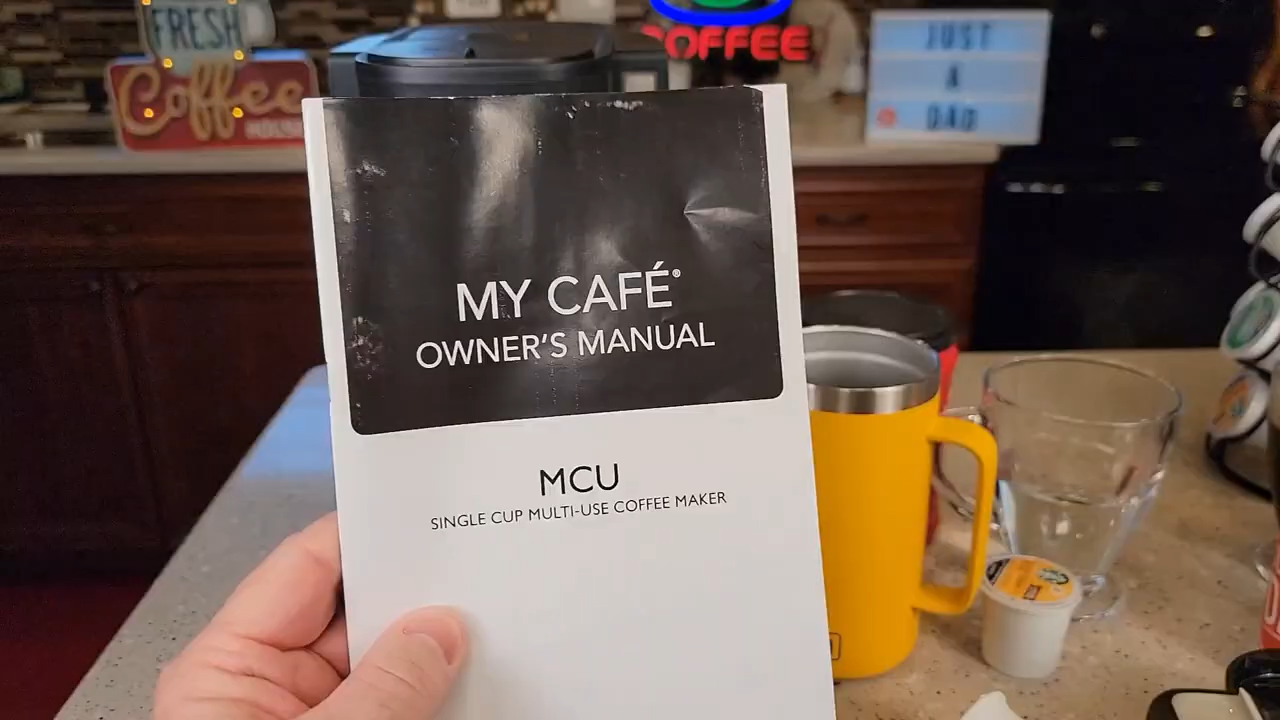 FRESH
Coffee
COFFEE
JUST
A
DAD
MY CAFÉ®
OWNER'S MANUAL
MCU
SINGLE CUP MULTI-USE COFFEE MAKER